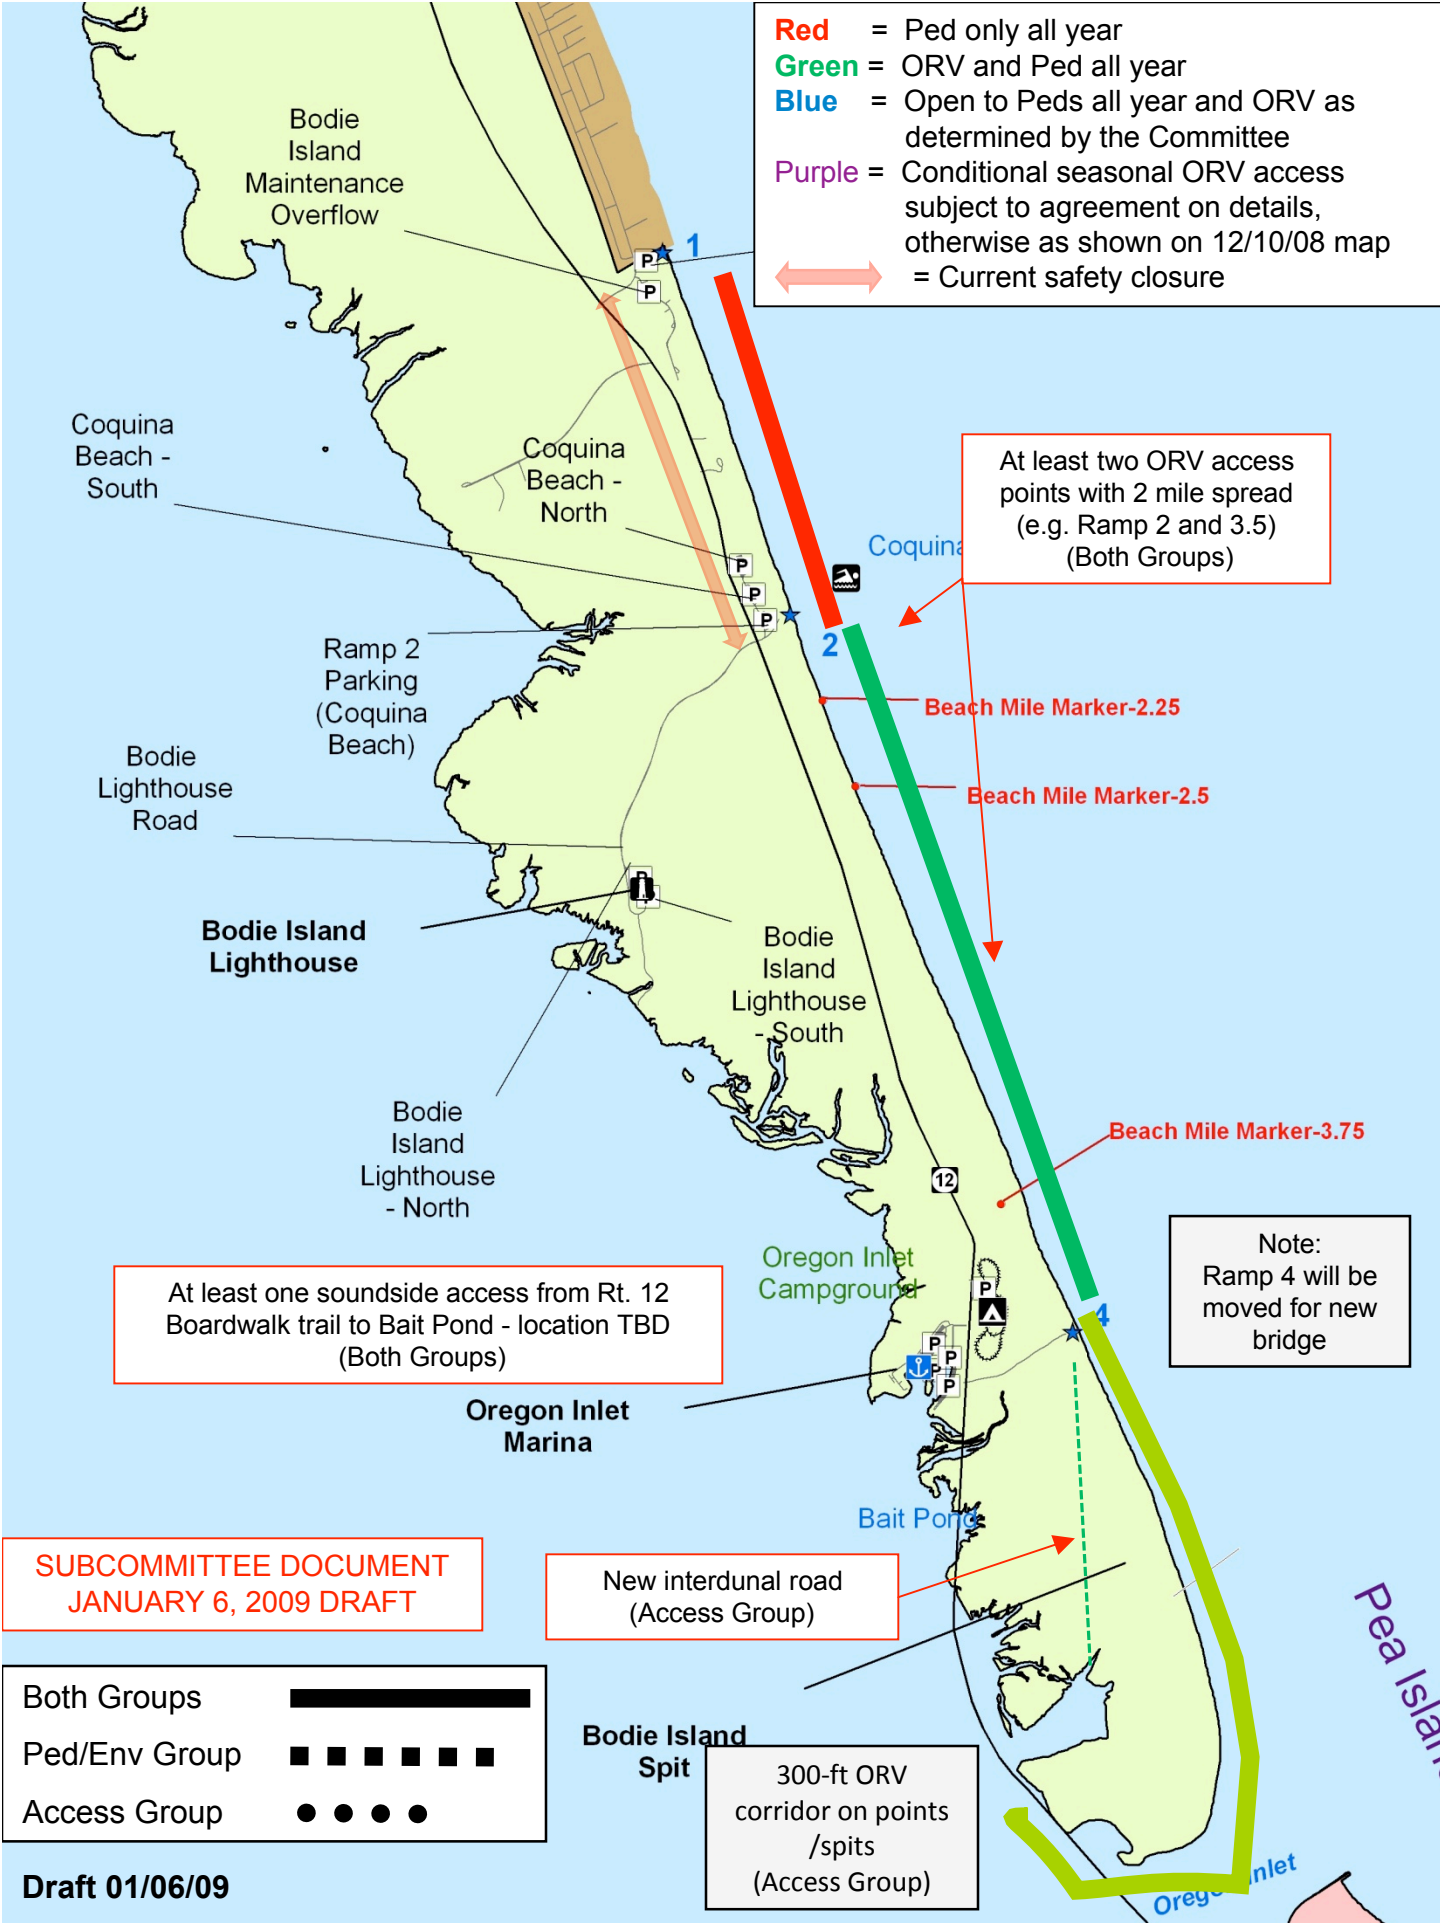 Red = Ped only all year
Green = ORV and Ped all year
Blue = Open to Peds all year and ORV as
determined by the Committee
Purple = Conditional seasonal ORV access
subject to agreement on details,
otherwise as shown on 12/10/08 map
= Current safety closure
Bodie
Island
Maintenance
Overflow
P
1
P
Coquina
Beach -
South
Coquina
Beach -
North
At least two ORV access
points with 2 mile spread
(e.g. Ramp 2 and 3.5)
(Both Groups)
Coquina
P
P
P
2
Ramp 2
Parking
(Coquina
Beach)
Beach Mile Marker-2.25
Bodie
Lighthouse
Road
Beach Mile Marker-2.5
P
P
Bodie Island
Lighthouse
Bodie
Island
Lighthouse
- South
Bodie
Island
Lighthouse
- North
Beach Mile Marker-3.75
12
Oregon Inlet
Campground
P
4
Note:
Ramp 4 will be
moved for new
bridge
At least one soundside access from Rt. 12
Boardwalk trail to Bait Pond - location TBD
(Both Groups)
P
P
P
P
Oregon Inlet
Marina
Bait Pond
SUBCOMMITTEE DOCUMENT
JANUARY 6, 2009 DRAFT
New interdunal road
(Access Group)
Pea Island
Both Groups
Ped/Env Group
Access Group
Bodie Island
Spit
300-ft ORV
corridor on points
/spits
(Access Group)
Oregon Inlet
Draft 01/06/09